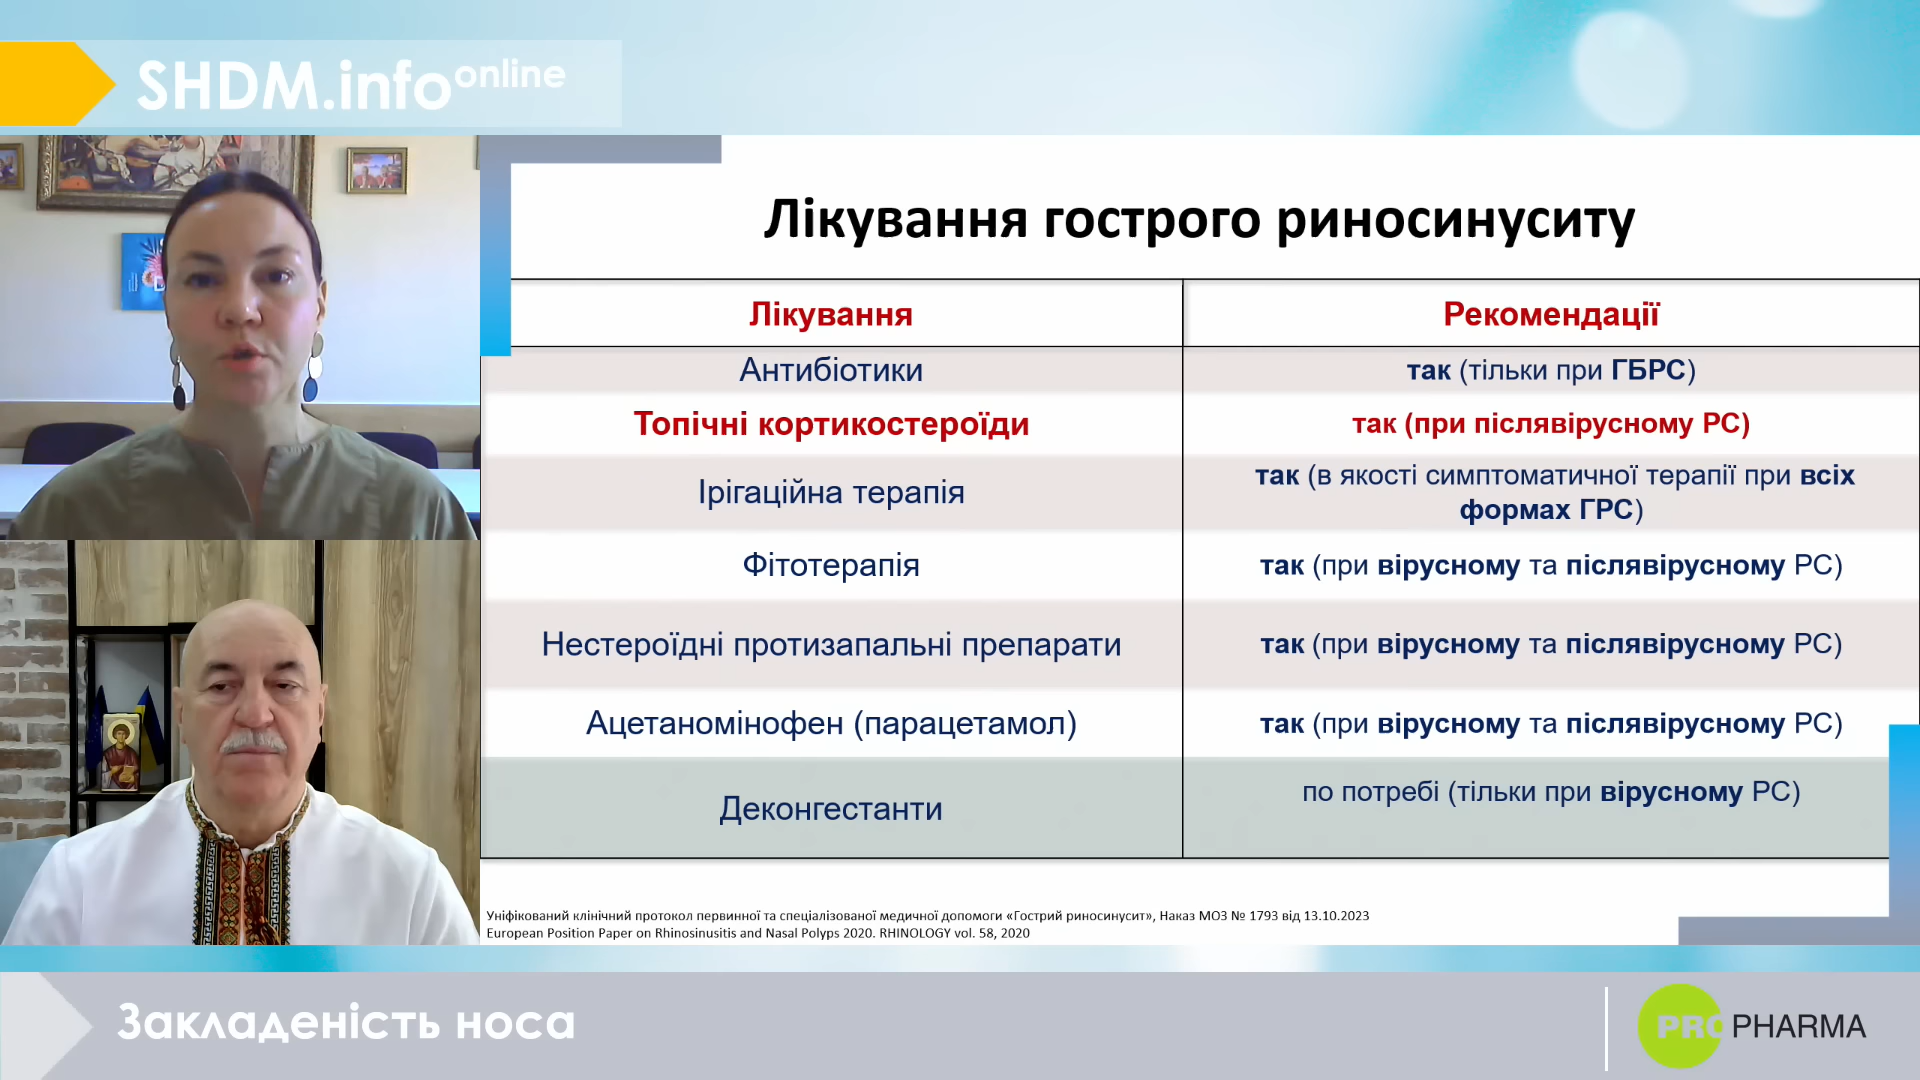 SHDM.info online
Лікування гострого риносинуситу
Лікування
Рекомендації
Антибіотики
так (тільки при ГБРС)
Топічні кортикостероїди
так (при післявірусному РС)
Ірігаційна терапія
так (в якості симптоматичної терапії при всіх
формах ГРС)
Фітотерапія
так (при вірусному та післявірусному РС)
Нестероїдні протизапальні препарати
так (при вірусному та післявірусному РС)
Ацетаномінофен (парацетамол)
так (при вірусному та післявірусному РС)
Деконгестанти
по потребі (тільки при вірусному РС)
Уніфікований клінічний протокол первинної та спеціалізованої медичної допомоги «Гострий риносинусит», Наказ МОЗ № 1793 від 13.10.2023
European Position Paper on Rhinosinusitis and Nasal Polyps 2020. RHINOLOGY vol. 58, 2020
Закладеність носа
PRO PHARMA